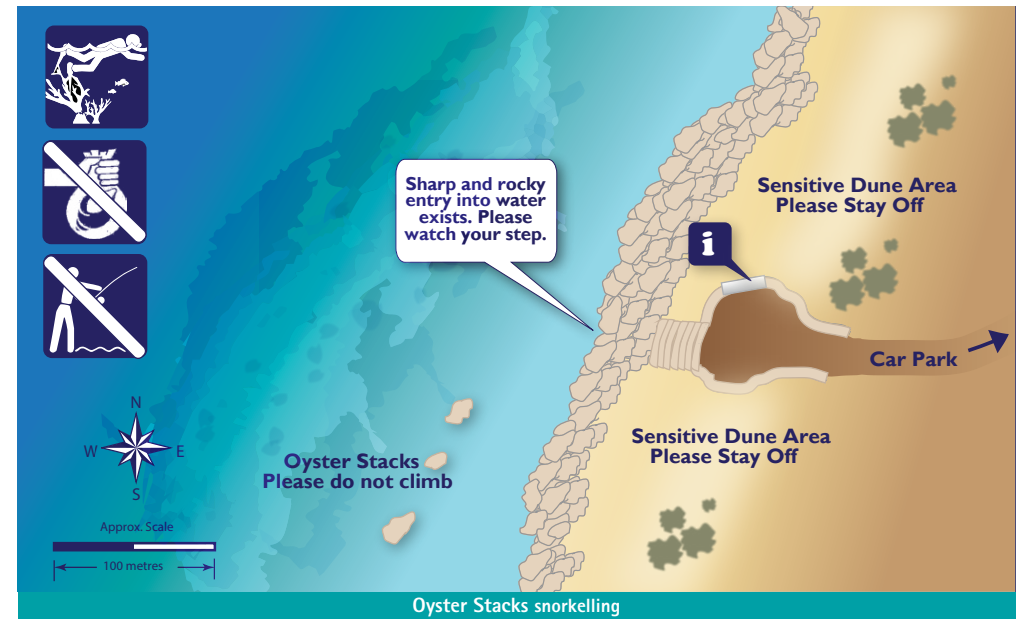 Sharp and rocky
entry into water
exists. Please
watch your step.
Sensitive Dune Area
Please Stay Off
i
Car Park
Sensitive Dune Area
Please Stay Off
Oyster Stacks
Please do not climb
N
W
E
S
Approx. Scale
100 metres
Oyster Stacks snorkelling